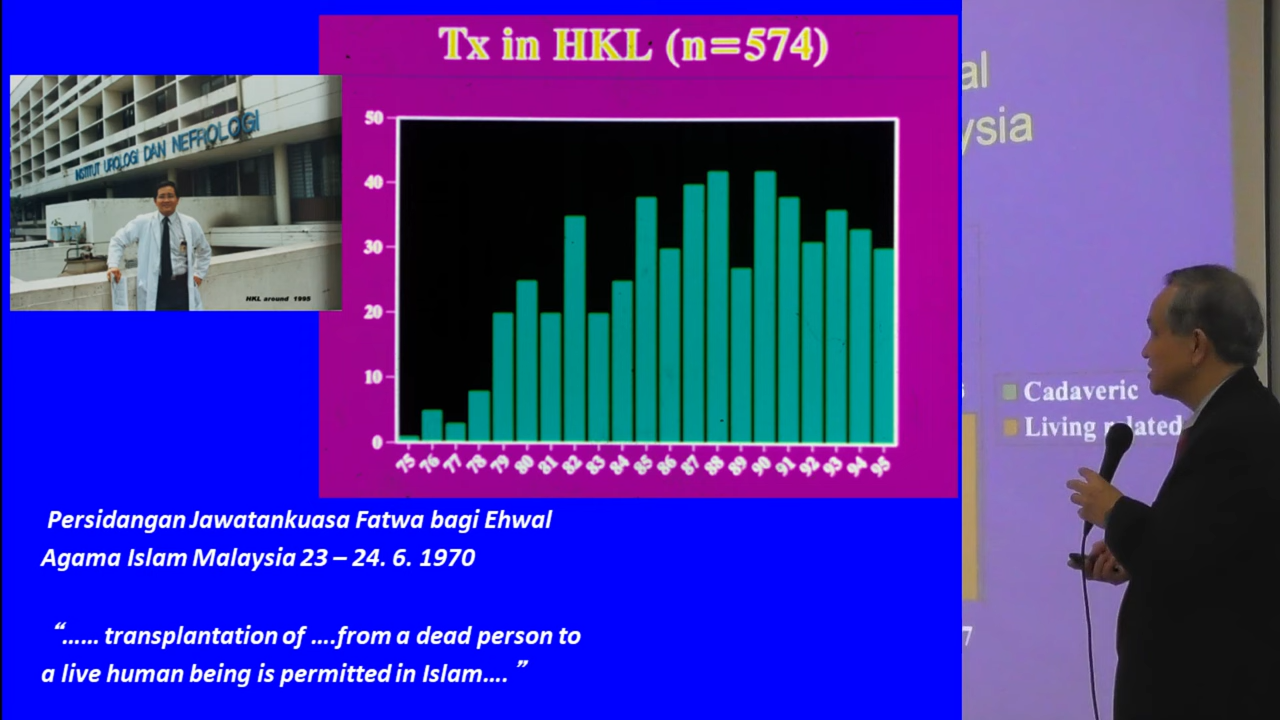 Tx in HKL (n=574)
INSTITUT UROLOGI DAN NEFROLOGI
HKL around 1995
50
40
30
20
10
0
75 76 77 78 79 80 81 82 83 84 85 86 87 88 89 90 91 92 93 94 95
Persidangan Jawatankuasa Fatwa bagi Ehwal
Agama Islam Malaysia 23 – 24. 6. 1970
“...... transplantation of ....from a dead person to
a live human being is permitted in Islam.... ”
al
ysia
Cadaveric
Living lated
7